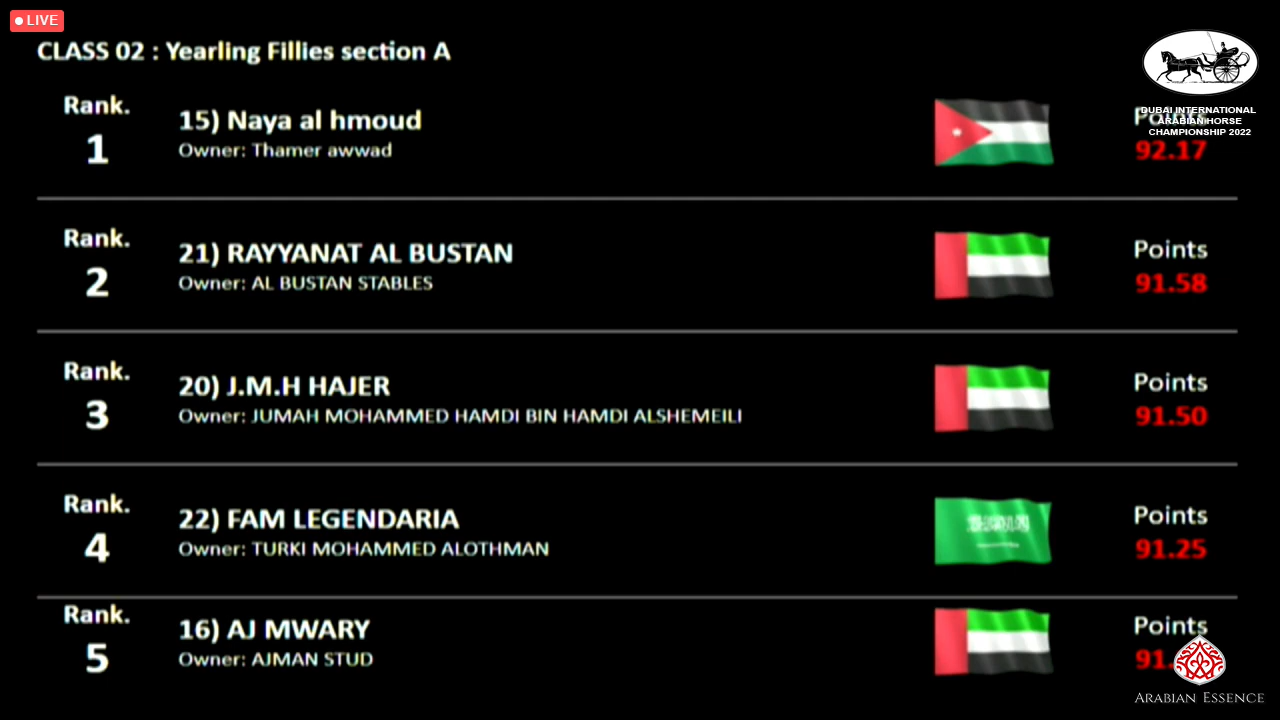 LIVE
CLASS 02 : Yearling Fillies section A
DUBAI INTERNATIONAL
ARABIAN HORSE
CHAMPIONSHIP 2022
Rank.
1
15) Naya al hmoud
Owner: Thamer awwad
Points
92.17
Rank.
2
21) RAYYANAT AL BUSTAN
Owner: AL BUSTAN STABLES
Points
91.58
Rank.
3
20) J.M.H HAJER
Owner: JUMAH MOHAMMED HAMDI BIN HAMDI ALSHEMEILI
Points
91.50
Rank.
4
22) FAM LEGENDARIA
Owner: TURKI MOHAMMED ALOTHMAN
Points
91.25
Rank.
5
16) AJ MWARY
Owner: AJMAN STUD
Points
ARABIAN ESSENCE